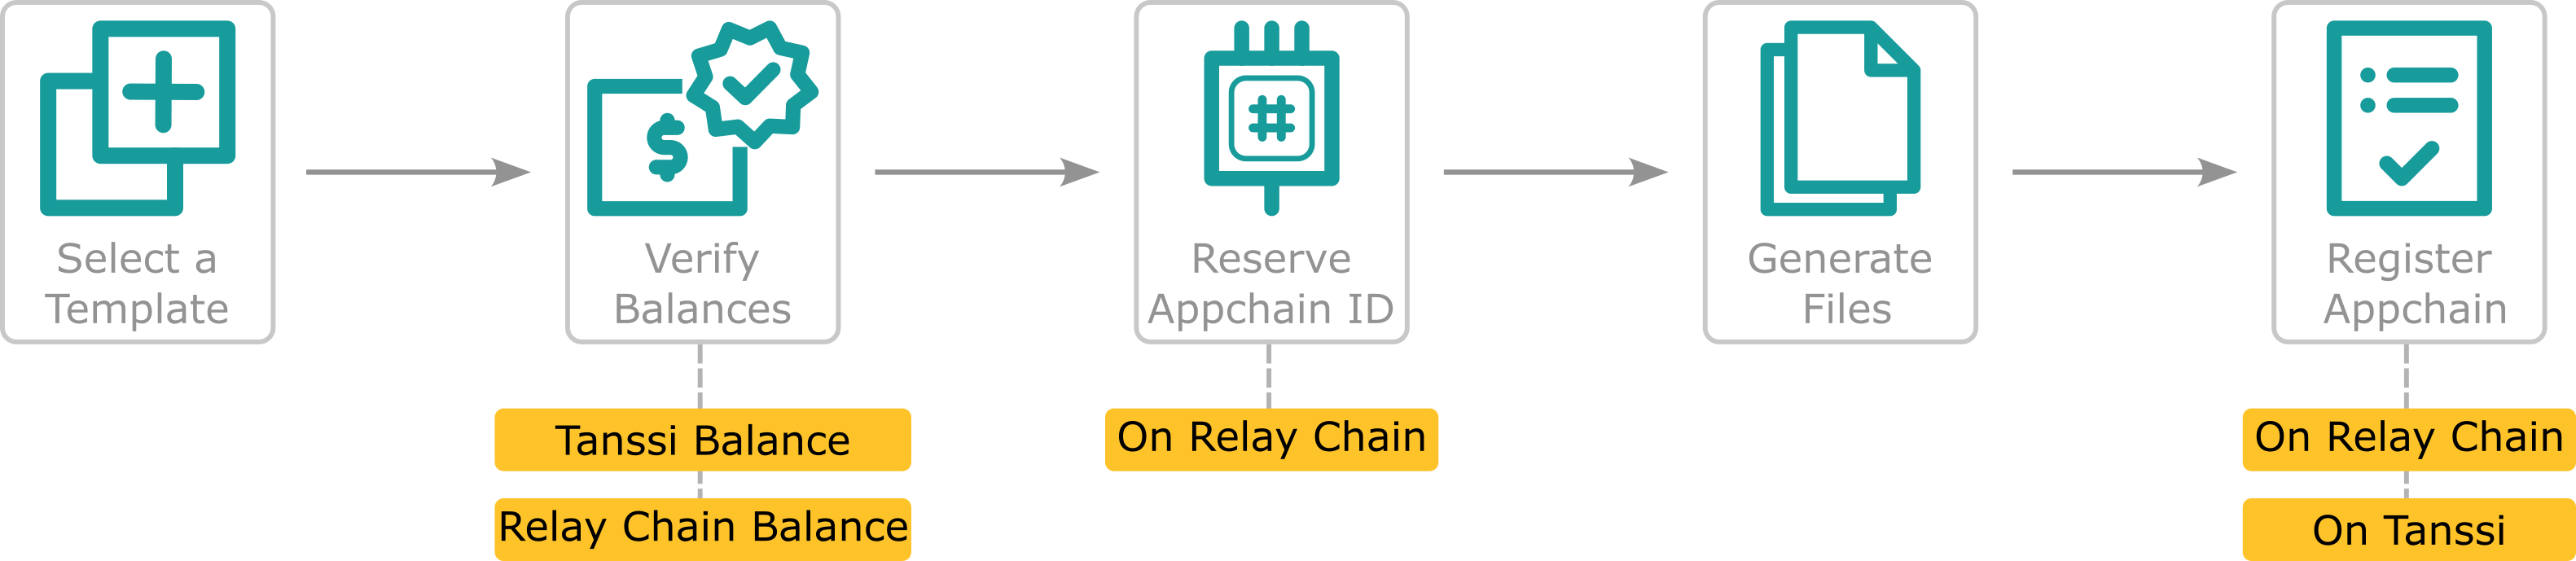 Select a
Template
Verify
Balances
Reserve
Appchain ID
Generate
Files
Register
Appchain
Tanssi Balance
Relay Chain Balance
On Relay Chain
On Relay Chain
On Tanssi